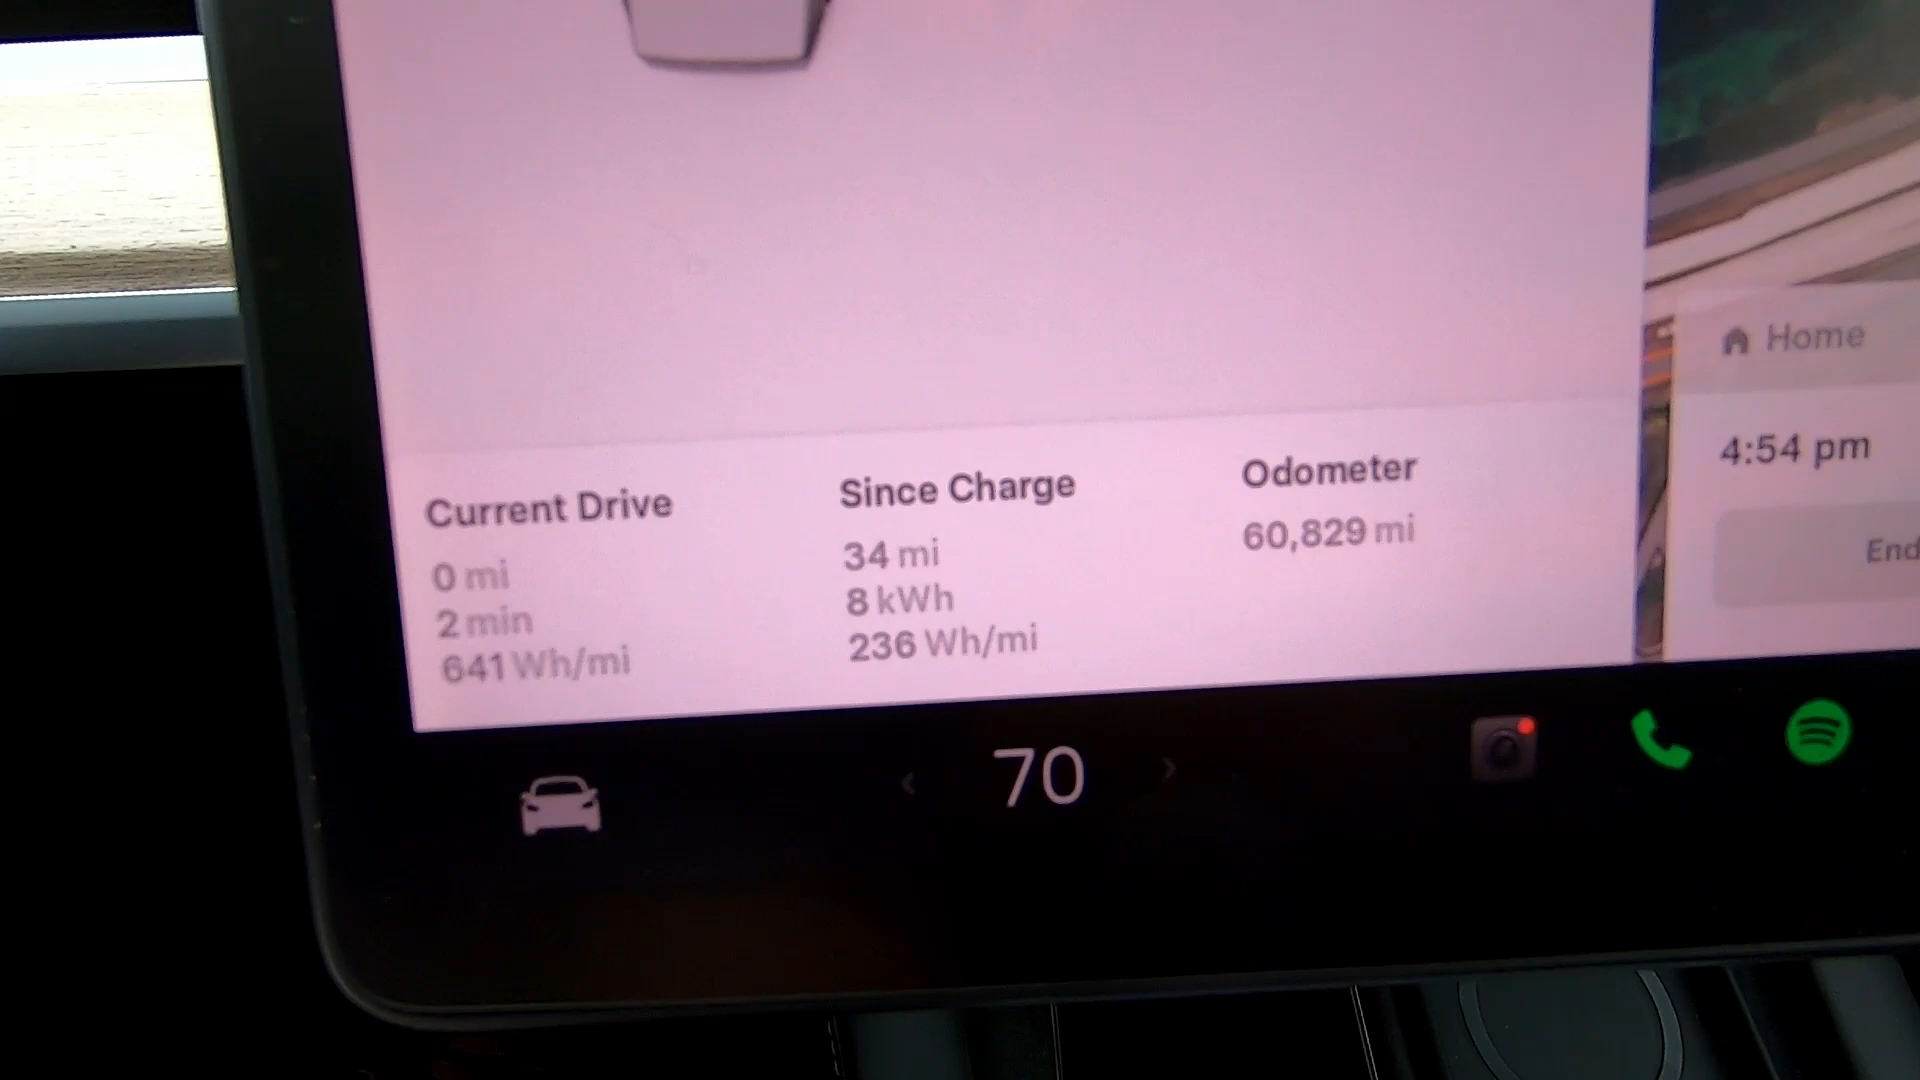 Current Drive
0 mi
2 min
641 Wh/mi
Since Charge
34 mi
8 kWh
236 Wh/mi
Odometer
60,829 mi
Home
4:54 pm
End
70